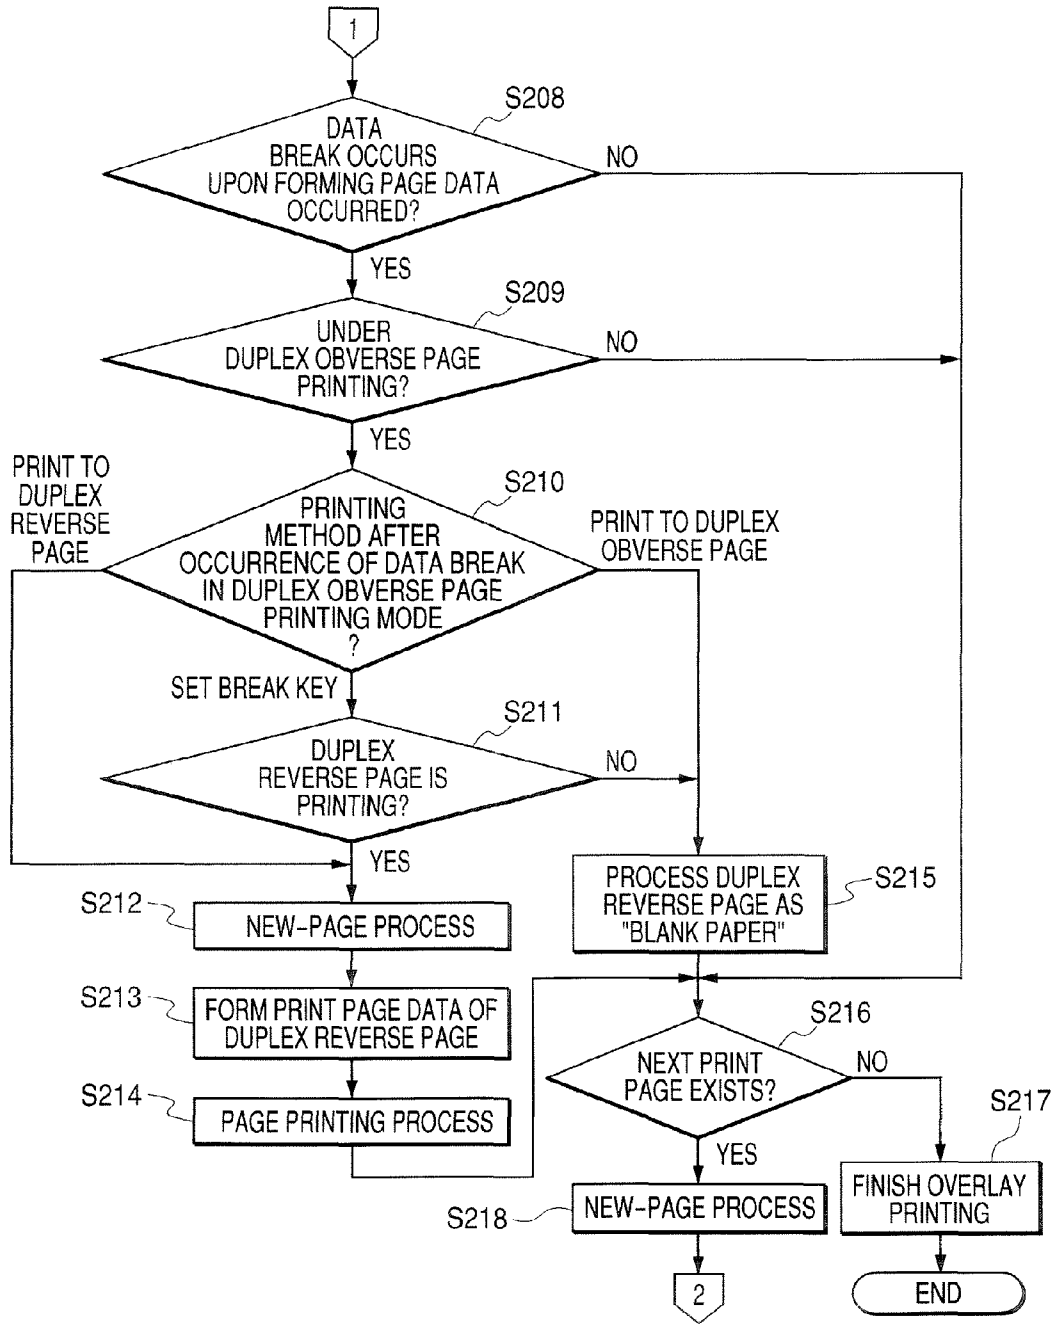 1
S208
DATA
BREAK OCCURS
UPON FORMING PAGE DATA
OCCURRED?
NO
YES
S209
UNDER
DUPLEX OBVERSE PAGE
PRINTING?
NO
YES
PRINT TO
DUPLEX
REVERSE
PAGE
S210
PRINTING
METHOD AFTER
OCCURRENCE OF DATA BREAK
IN DUPLEX OBVERSE PAGE
PRINTING MODE
?
PRINT TO DUPLEX
OBVERSE PAGE
SET BREAK KEY
S211
DUPLEX
REVERSE PAGE IS
PRINTING?
NO
YES
S212
NEW-PAGE PROCESS
PROCESS DUPLEX
REVERSE PAGE AS
"BLANK PAPER"
S215
S213
FORM PRINT PAGE DATA OF
DUPLEX REVERSE PAGE
S214
PAGE PRINTING PROCESS
S216
NEXT PRINT
PAGE EXISTS?
NO
YES
S217
FINISH OVERLAY
PRINTING
S218
NEW-PAGE PROCESS
2
END